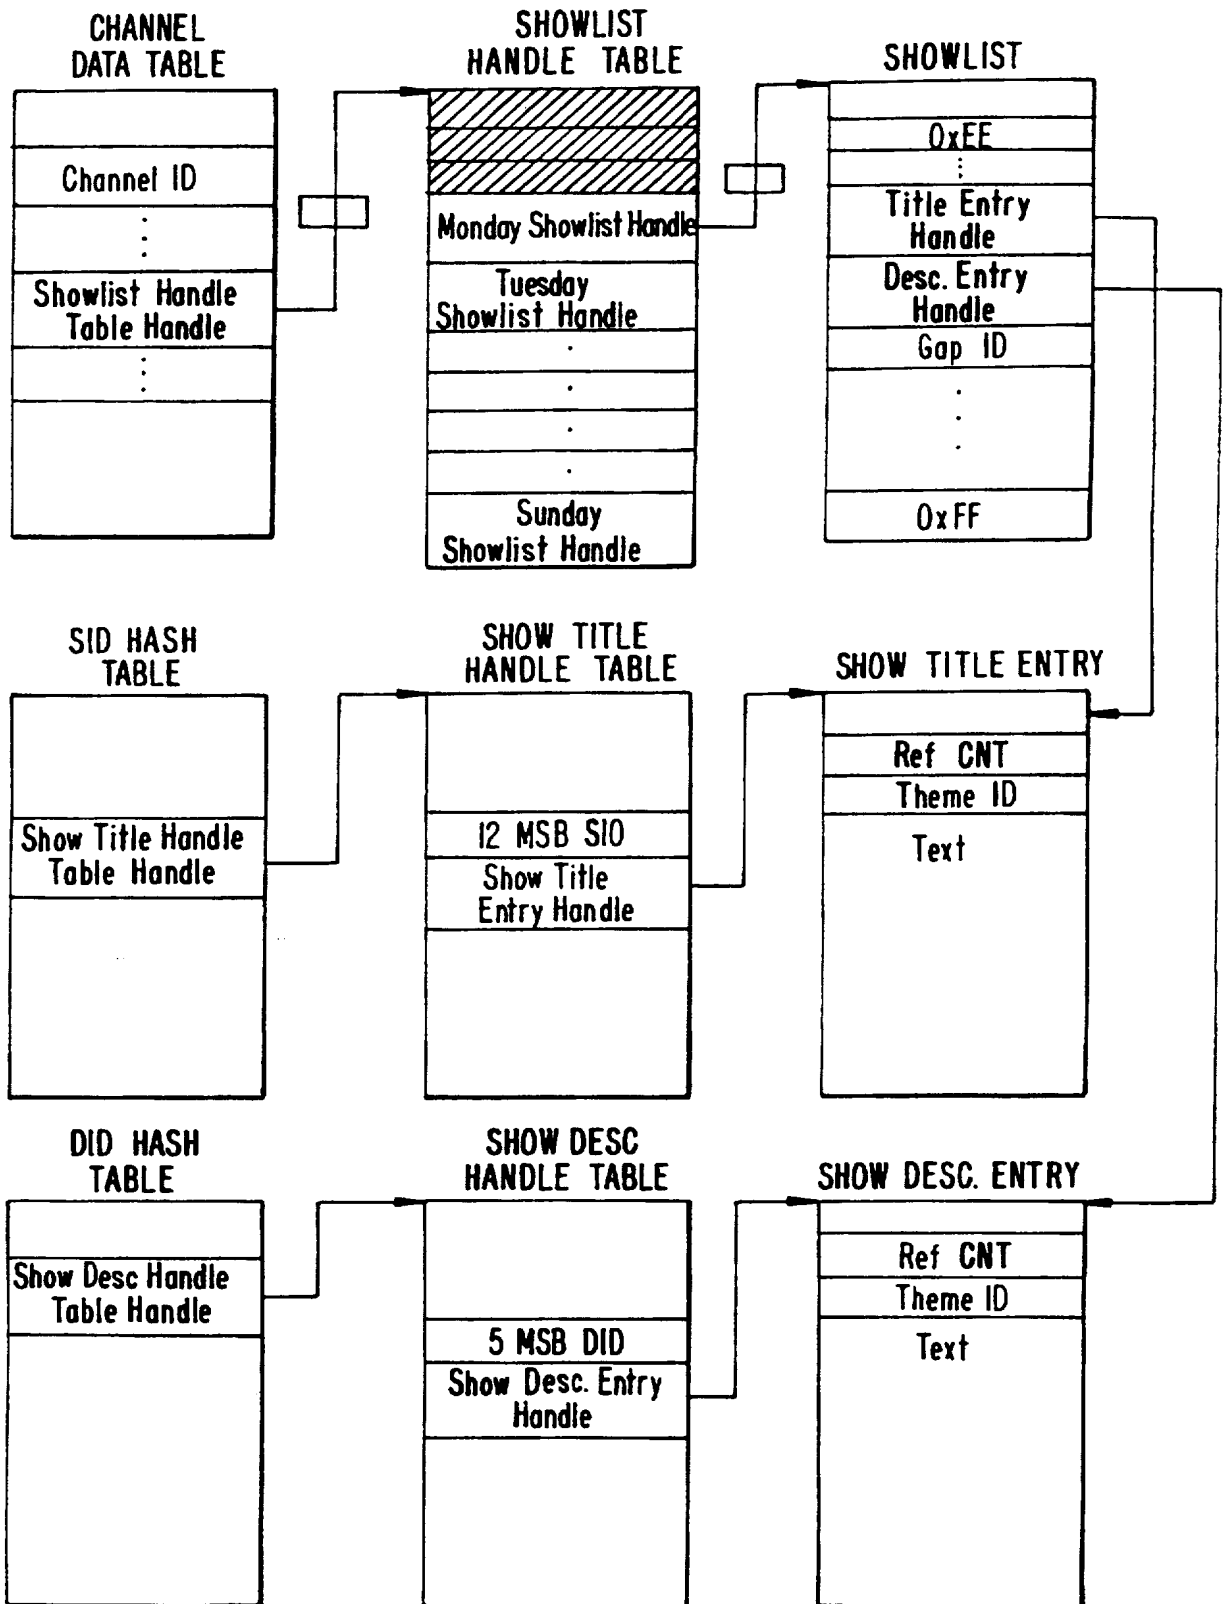 CHANNEL
DATA TABLE
Channel ID
Showlist Handle
Table Handle
SHOWLIST
HANDLE TABLE
Monday Showlist Handle
Tuesday
Showlist Handle
Sunday
Showlist Handle
SHOWLIST
0xEE
Title Entry
Handle
Desc. Entry
Handle
Gap ID
0xFF
SID HASH
TABLE
Show Title Handle
Table Handle
SHOW TITLE
HANDLE TABLE
12 MSB SIO
Show Title
Entry Handle
SHOW TITLE ENTRY
Ref CNT
Theme ID
Text
DID HASH
TABLE
Show Desc Handle
Table Handle
SHOW DESC
HANDLE TABLE
5 MSB DID
Show Desc. Entry
Handle
SHOW DESC. ENTRY
Ref CNT
Theme ID
Text